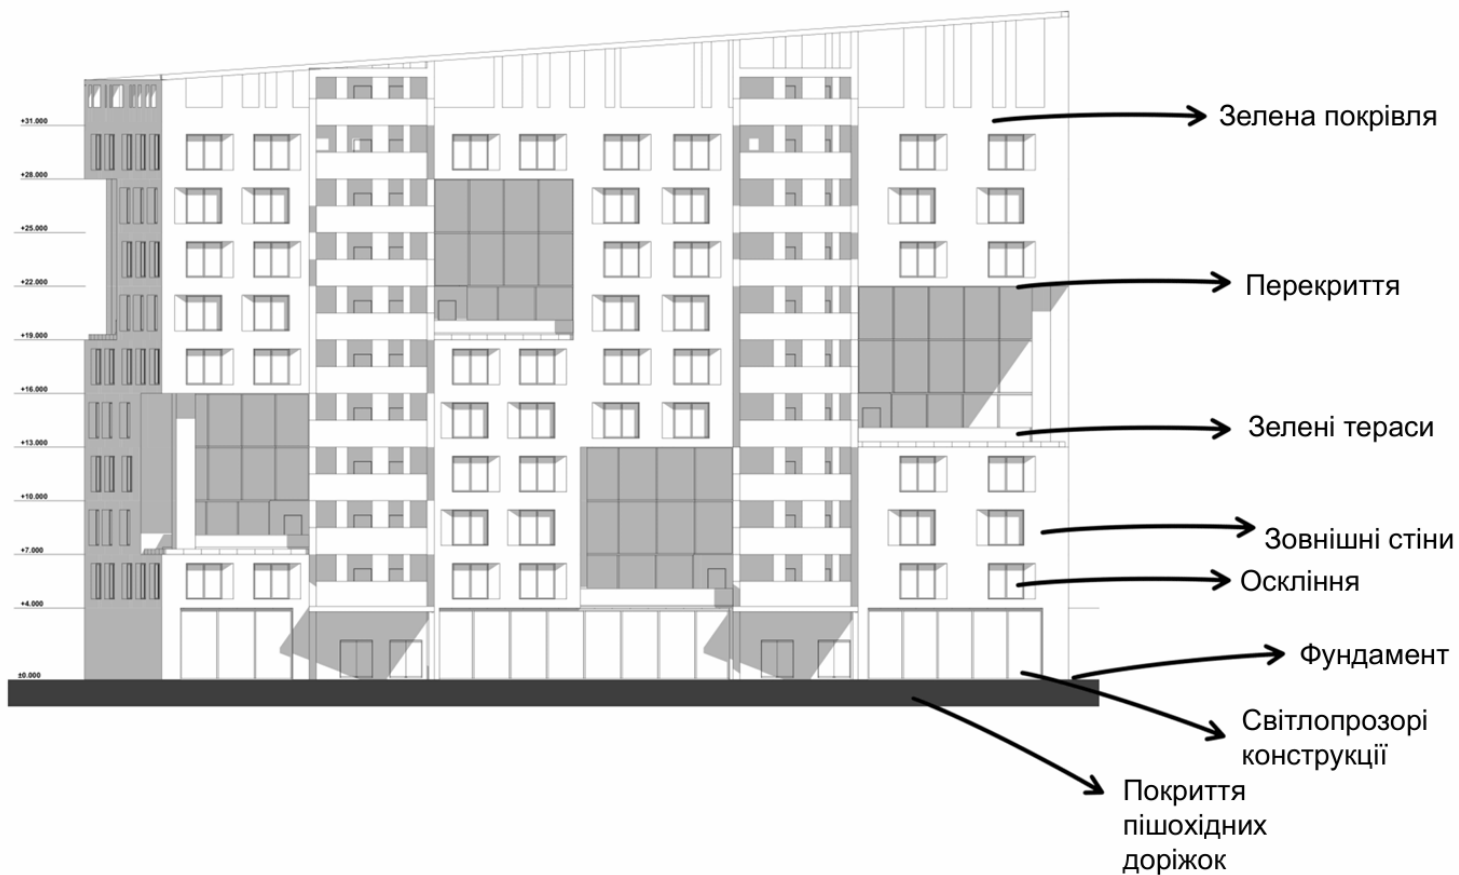 +31.000
Зелена покрівля
+28.000
+25.000
Перекриття
+22.000
+19.000
+16.000
Зелені тераси
+13.000
+10.000
Зовнішні стіни
+7.000
Оскління
+4.000
Фундамент
±0.000
Світлопрозорі
конструкції
Покриття
пішохідних
доріжок